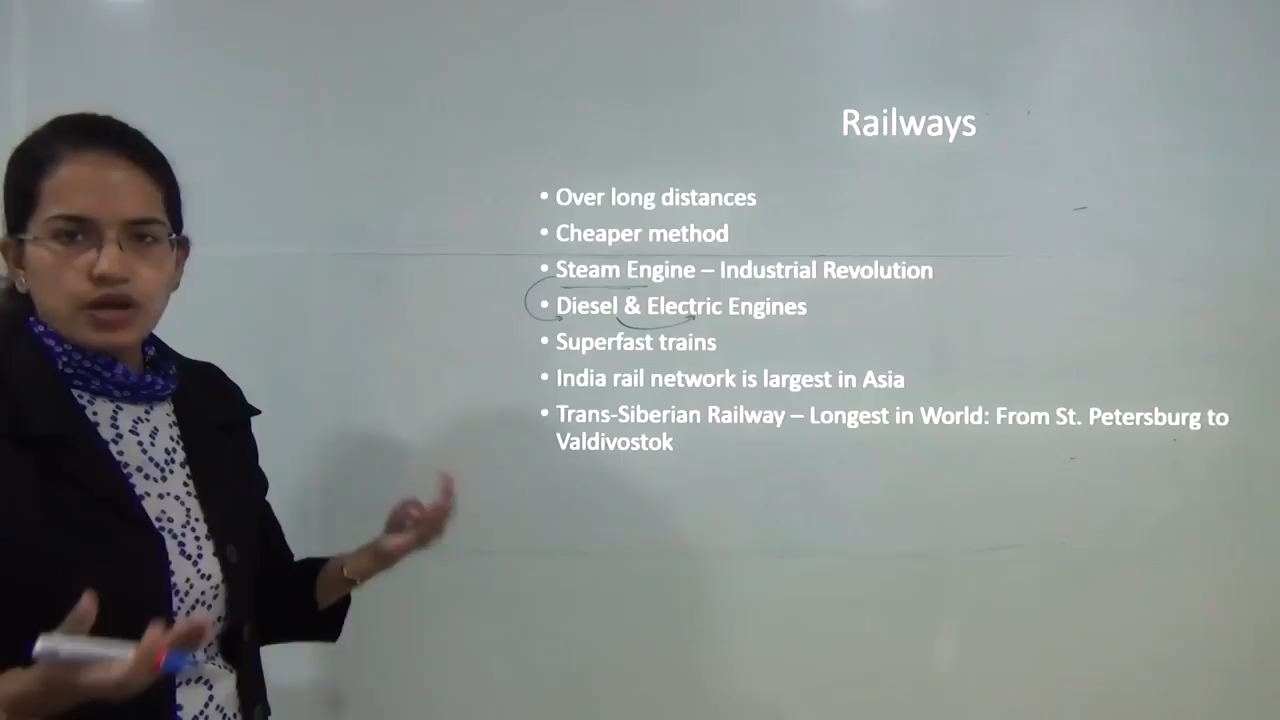 Railways
• Over long distances
• Cheaper method
• Steam Engine – Industrial Revolution
• Diesel & Electric Engines
• Superfast trains
• India rail network is largest in Asia
• Trans-Siberian Railway – Longest in World: From St. Petersburg to
Valdivostok